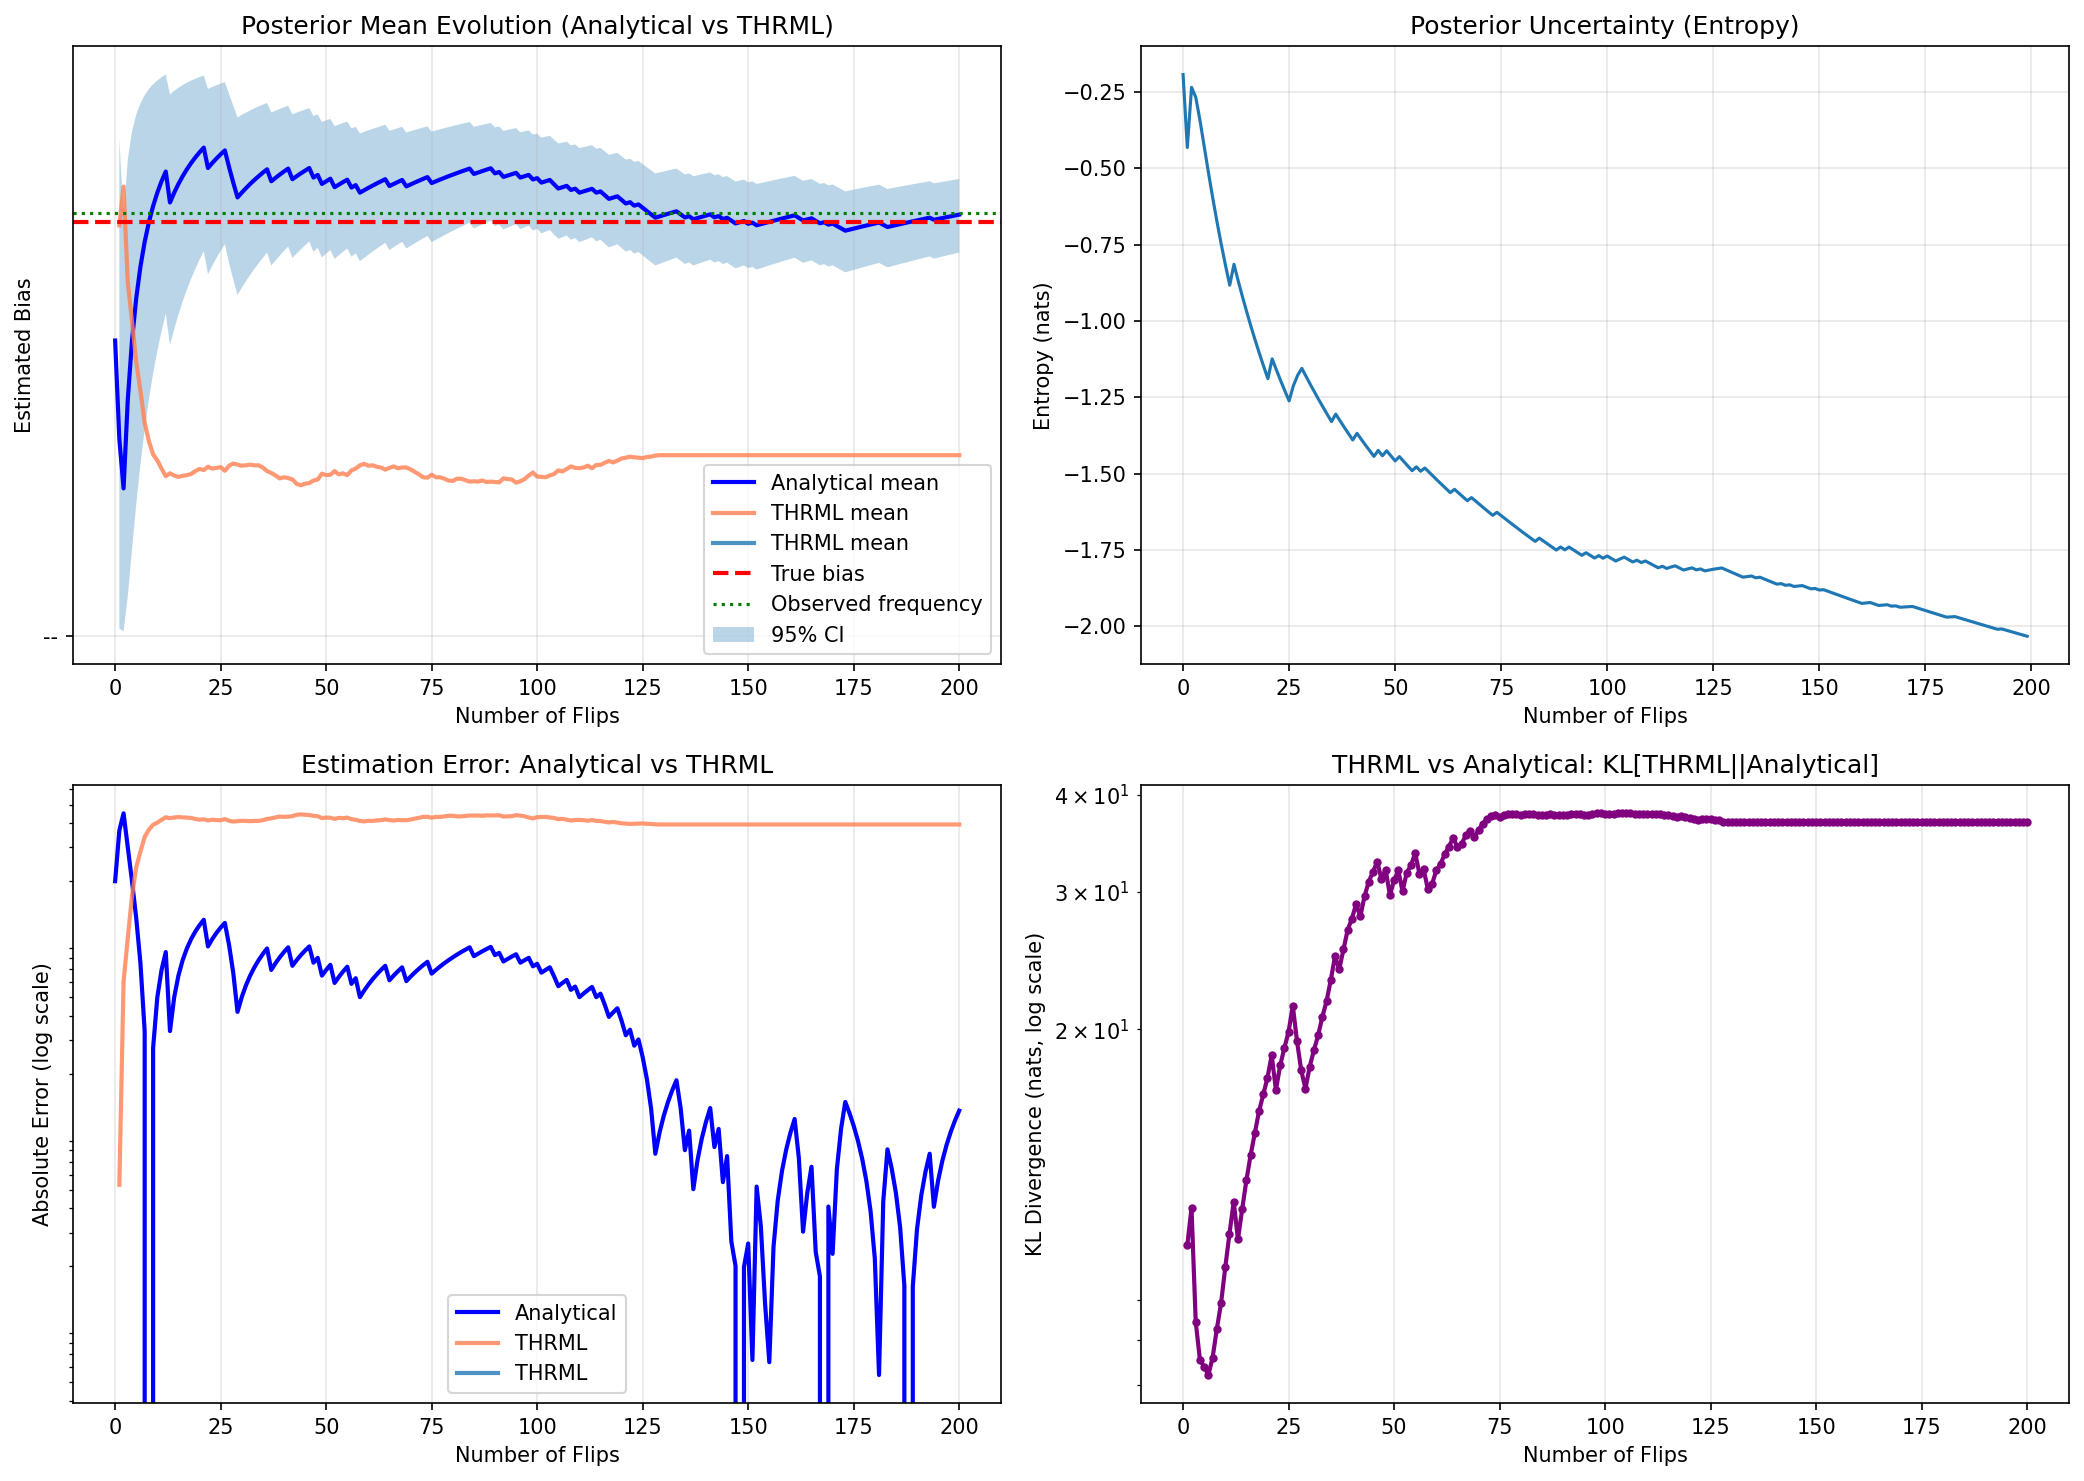 Posterior Mean Evolution (Analytical vs THRML)
Estimated Bias
--
Analytical mean
THRML mean
THRML mean
True bias
Observed frequency
95% CI
0 25 50 75 100 125 150 175 200
Number of Flips
Posterior Uncertainty (Entropy)
Entropy (nats)
−0.25
−0.50
−0.75
−1.00
−1.25
−1.50
−1.75
−2.00
0 25 50 75 100 125 150 175 200
Number of Flips
Estimation Error: Analytical vs THRML
Absolute Error (log scale)
Analytical
THRML
THRML
0 25 50 75 100 125 150 175 200
Number of Flips
THRML vs Analytical: KL[THRML||Analytical]
KL Divergence (nats, log scale)
4 × 10¹
3 × 10¹
2 × 10¹
0 25 50 75 100 125 150 175 200
Number of Flips